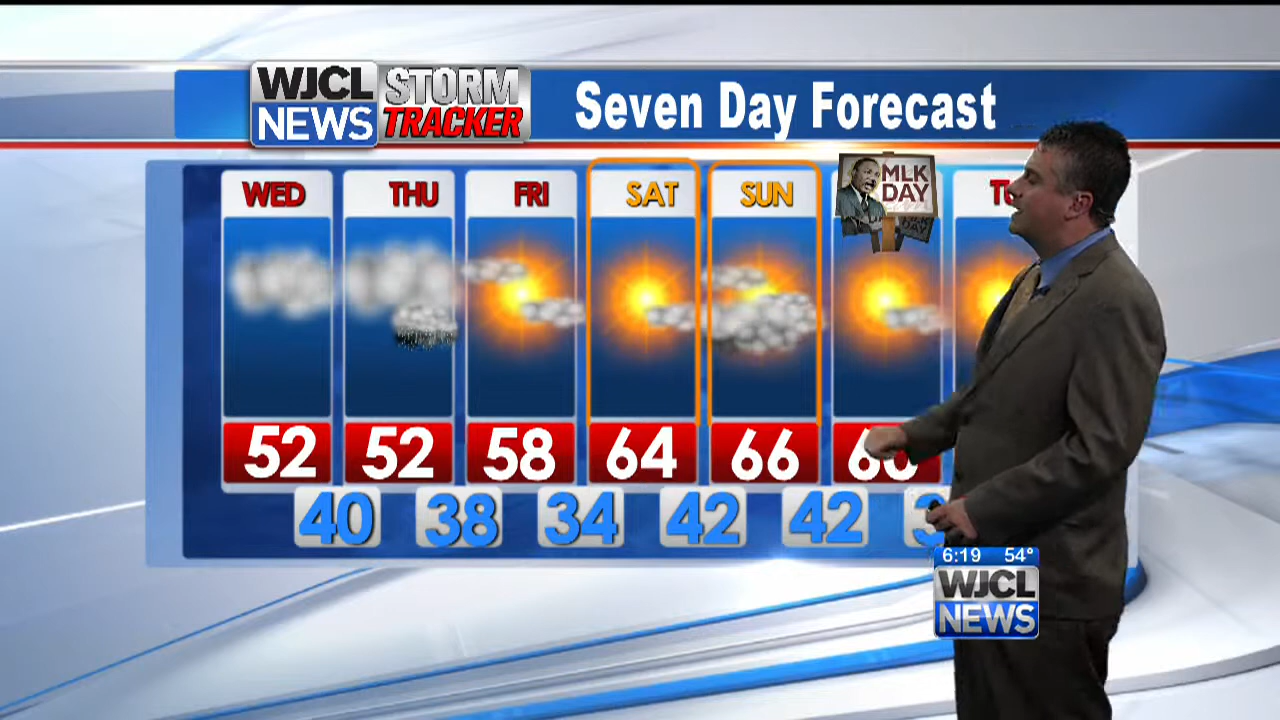 WJCL STORM
NEWS TRACKER
Seven Day Forecast
WED THU FRI SAT SUN MLK
DAY
52 52 58 64 66
40 38 34 42 42
6:19 54°
WJCL
NEWS